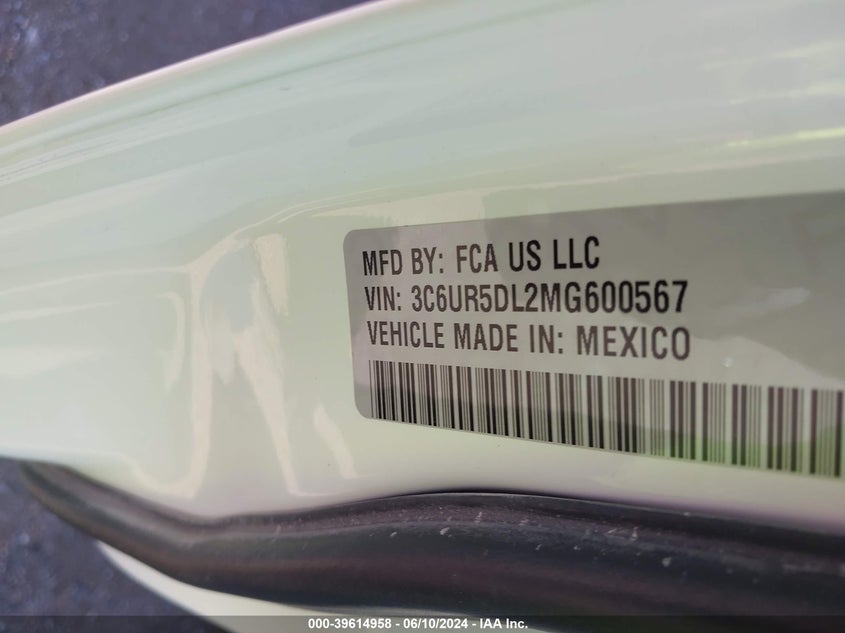 MFD BY: FCA US LLC
VIN: 3C6UR5DL2MG600567
VEHICLE MADE IN: MEXICO
000-39614958 - 06/10/2024 - IAA Inc.